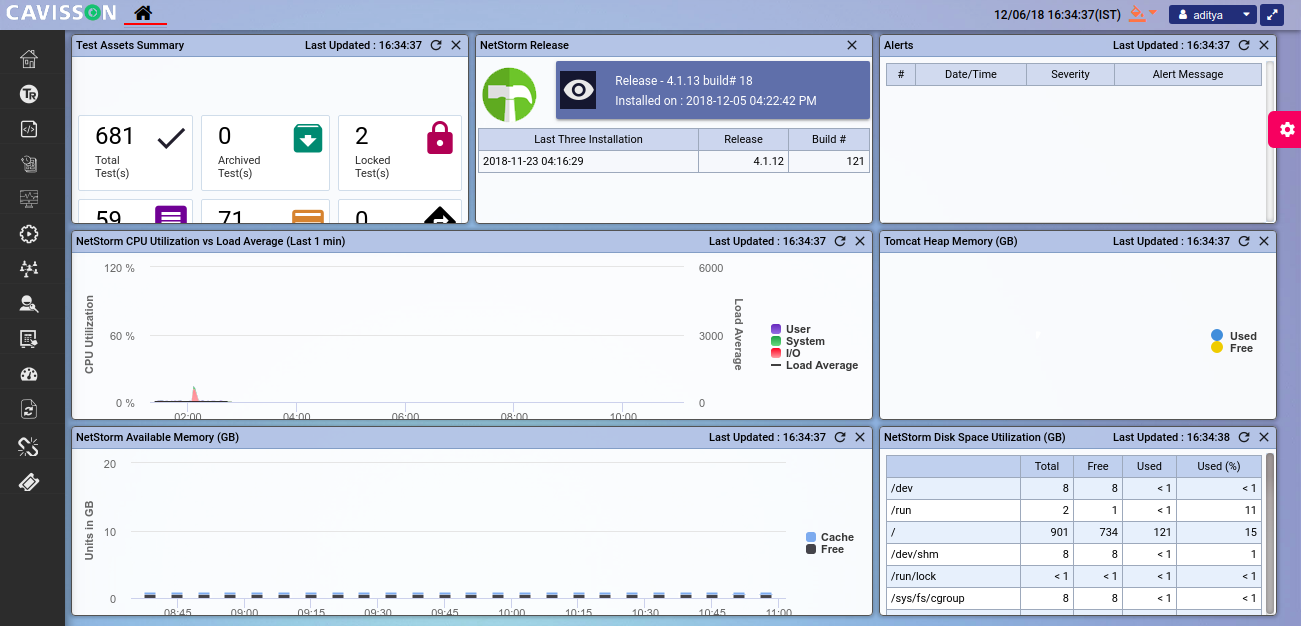 CAVISSON
12/06/18 16:34:37(IST)
aditya
TR
Test Assets Summary
Last Updated : 16:34:37
681
Total
Test(s)
0
Archived
Test(s)
2
Locked
Test(s)
59
71
0
NetStorm Release
Release - 4.1.13 build# 18
Installed on : 2018-12-05 04:22:42 PM
Last Three Installation Release Build #
2018-11-23 04:16:29 4.1.12 121
Alerts
Last Updated : 16:34:37
# Date/Time Severity Alert Message
NetStorm CPU Utilization vs Load Average (Last 1 min)
Last Updated : 16:34:37
120 %
60 %
0 %
CPU Utilization
6000
3000
0
Load Average
02:00 04:00 06:00 08:00 10:00
User
System
I/O
Load Average
Tomcat Heap Memory (GB)
Last Updated : 16:34:37
Used
Free
NetStorm Available Memory (GB)
Last Updated : 16:34:37
20
10
0
Units in GB
08:45 09:00 09:15 09:30 09:45 10:00 10:15 10:30 10:45 11:00
Cache
Free
NetStorm Disk Space Utilization (GB)
Last Updated : 16:34:38
Total Free Used Used (%)
/dev 8 8 < 1 < 1
/run 2 1 < 1 11
/ 901 734 121 15
/dev/shm 8 8 < 1 1
/run/lock < 1 < 1 < 1 < 1
/sys/fs/cgroup 8 8 < 1 < 1